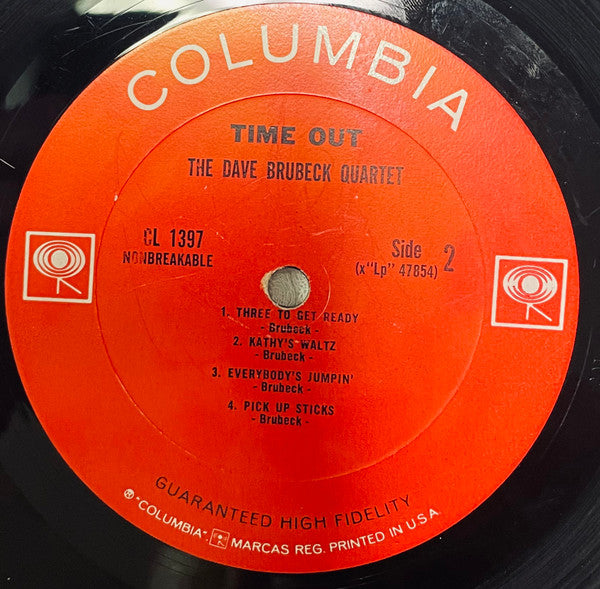 COLUMBIA
TIME OUT
THE DAVE BRUBECK QUARTET
CL 1397
NONBREAKABLE
Side 2
(x"Lp" 47854)
1. THREE TO GET READY
- Brubeck -
2. KATHY'S WALTZ
- Brubeck -
3. EVERYBODY'S JUMPIN'
- Brubeck -
4. PICK UP STICKS
- Brubeck -
GUARANTEED HIGH FIDELITY
® "COLUMBIA", MARCAS REG. PRINTED IN U.S.A.